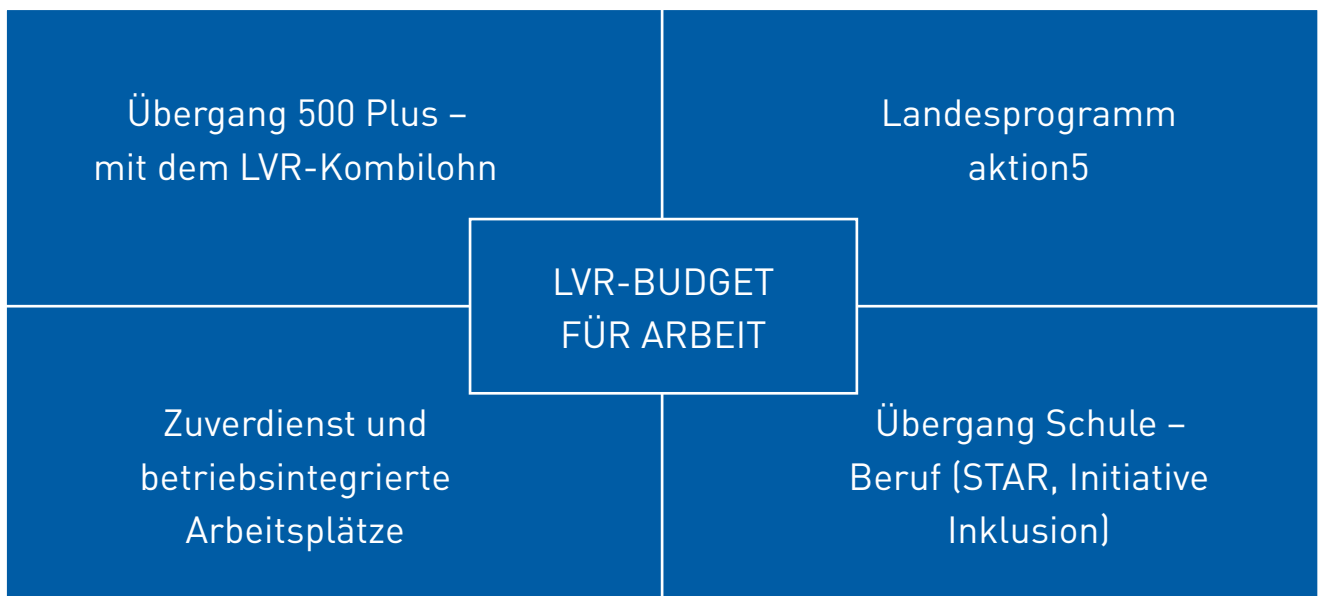 Übergang 500 Plus –
mit dem LVR-Kombilohn
Landesprogramm
aktion5
LVR-BUDGET
FÜR ARBEIT
Zuverdienst und
betriebsintegrierte
Arbeitsplätze
Übergang Schule –
Beruf (STAR, Initiative
Inklusion)